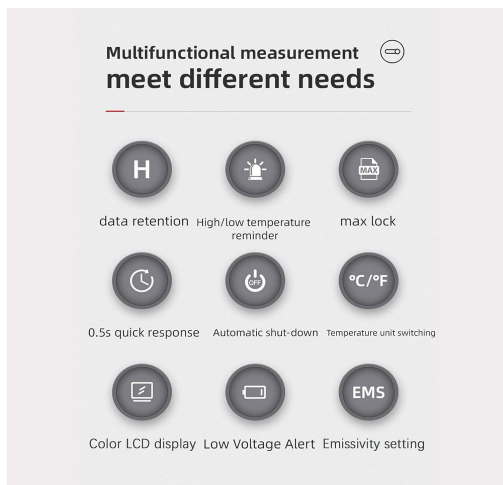 Multifunctional measurement
meet different needs
H
MAX
data retention
High/low temperature
reminder
max lock
OFF
°C/°F
0.5s quick response
Automatic shut-down
Temperature unit switching
EMS
Color LCD display
Low Voltage Alert
Emissivity setting